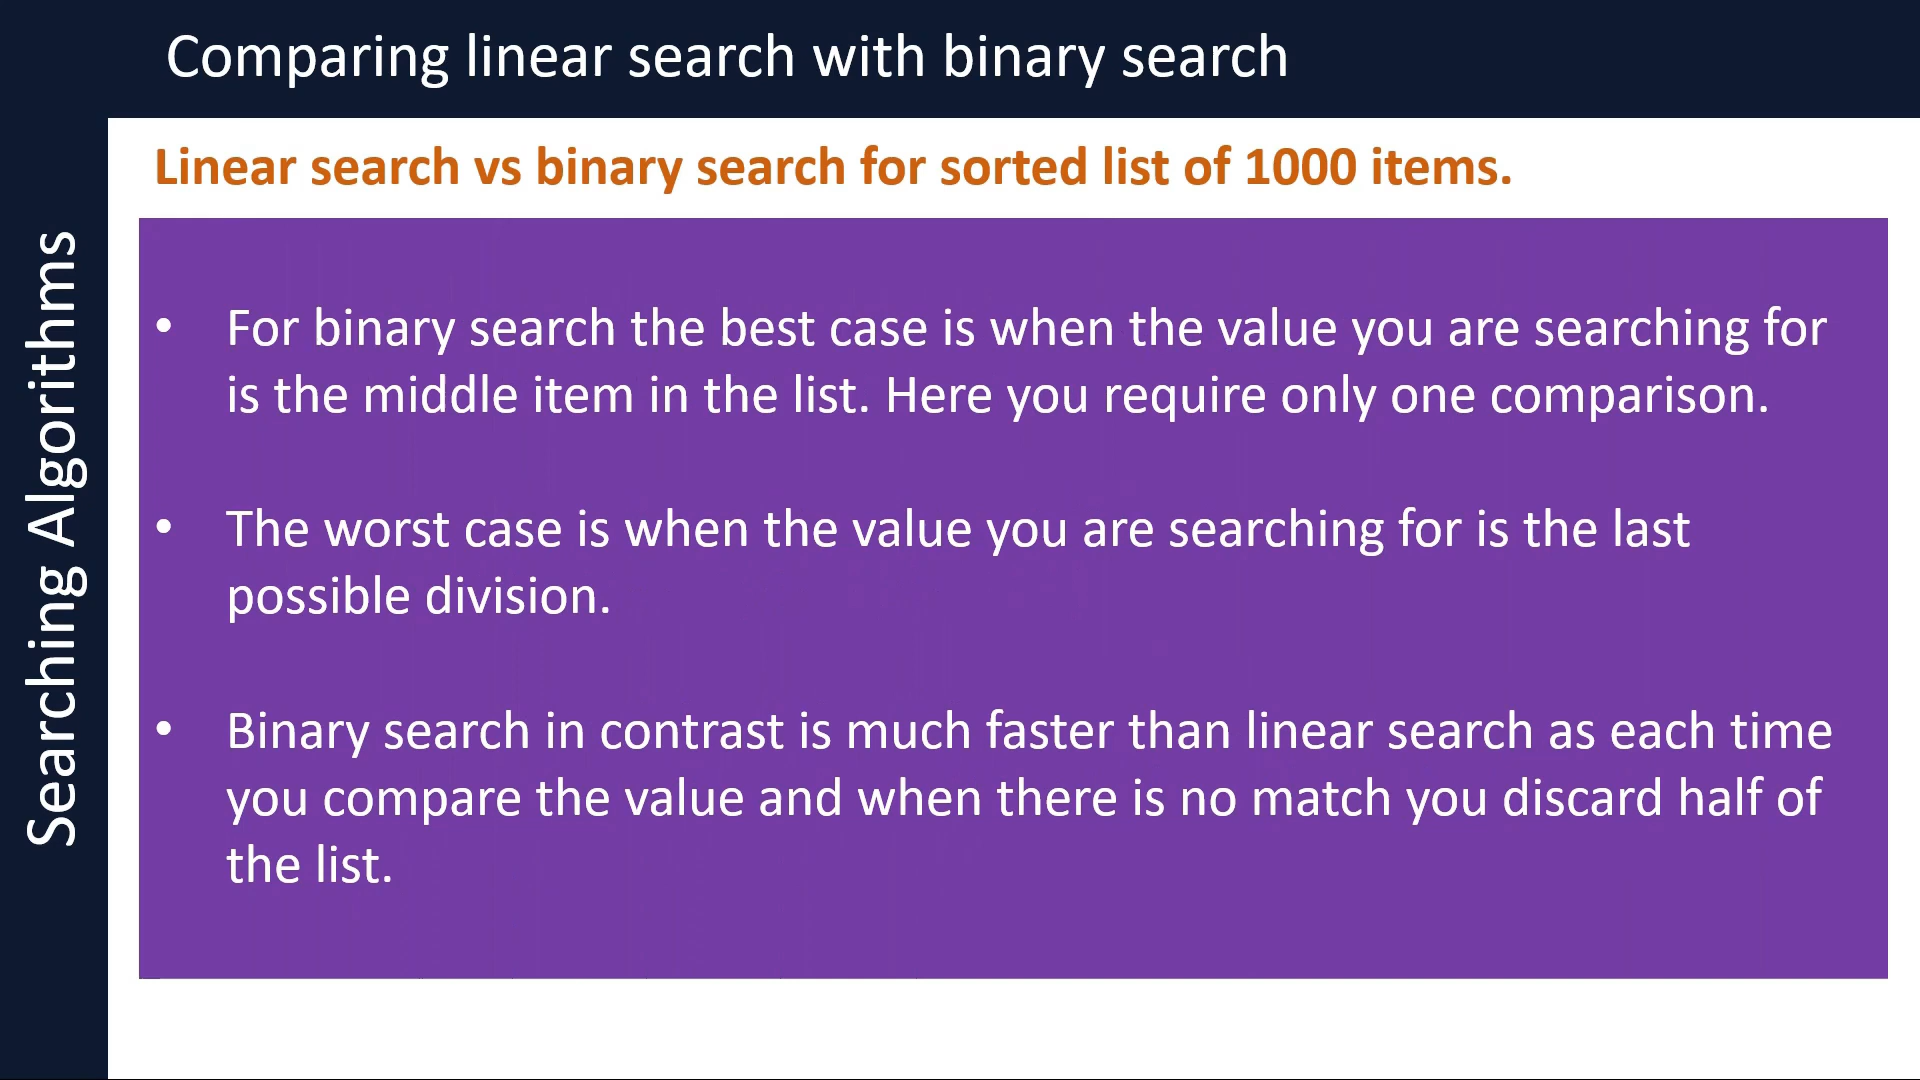 Comparing linear search with binary search
Searching Algorithms
Linear search vs binary search for sorted list of 1000 items.
• For binary search the best case is when the value you are searching for
is the middle item in the list. Here you require only one comparison.
• The worst case is when the value you are searching for is the last
possible division.
• Binary search in contrast is much faster than linear search as each time
you compare the value and when there is no match you discard half of
the list.